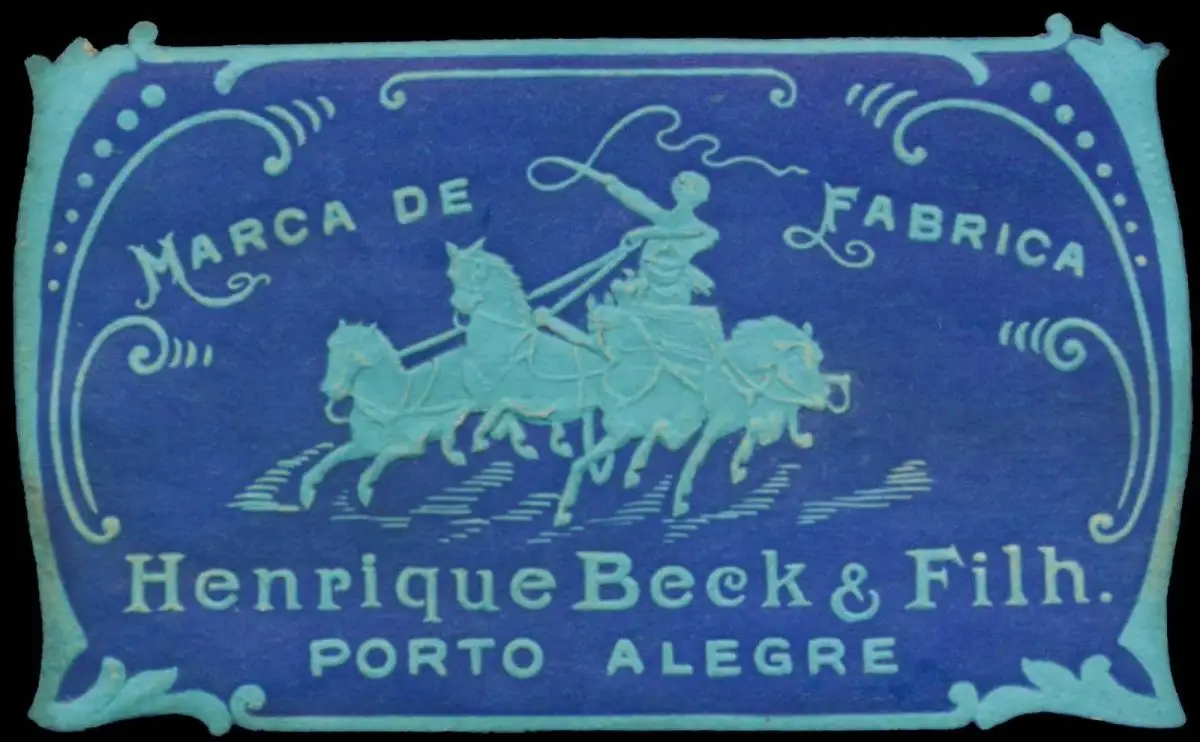 MARCA DE FABRICA
Henrique Beck & Filh.
PORTO ALEGRE